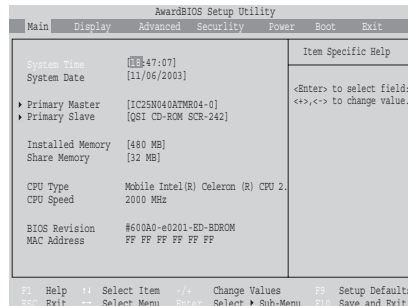 AwardBIOS Setup Utility
Main Display Advanced Securlity Power Boot Exit
Item Specific Help
System Time [18:47:07]
System Date [11/06/2003]
<Enter> to select field:
<+>,<-> to change value.
▸ Primary Master [IC25N040ATMR04-0]
▸ Primary Slave [QSI CD-ROM SCR-242]
Installed Memory [480 MB]
Share Memory [32 MB]
CPU Type Mobile Intel(R) Celeron (R) CPU 2.
CPU Speed 2000 MHz
BIOS Revision #600A0-e0201-ED-BDROM
MAC Address FF FF FF FF FF FF
F1 Help ↑↓ Select Item -/+ Change Values F9 Setup Default
ESC Exit ↔ Select Menu Enter Select ▸ Sub-Menu F10 Save and Exit